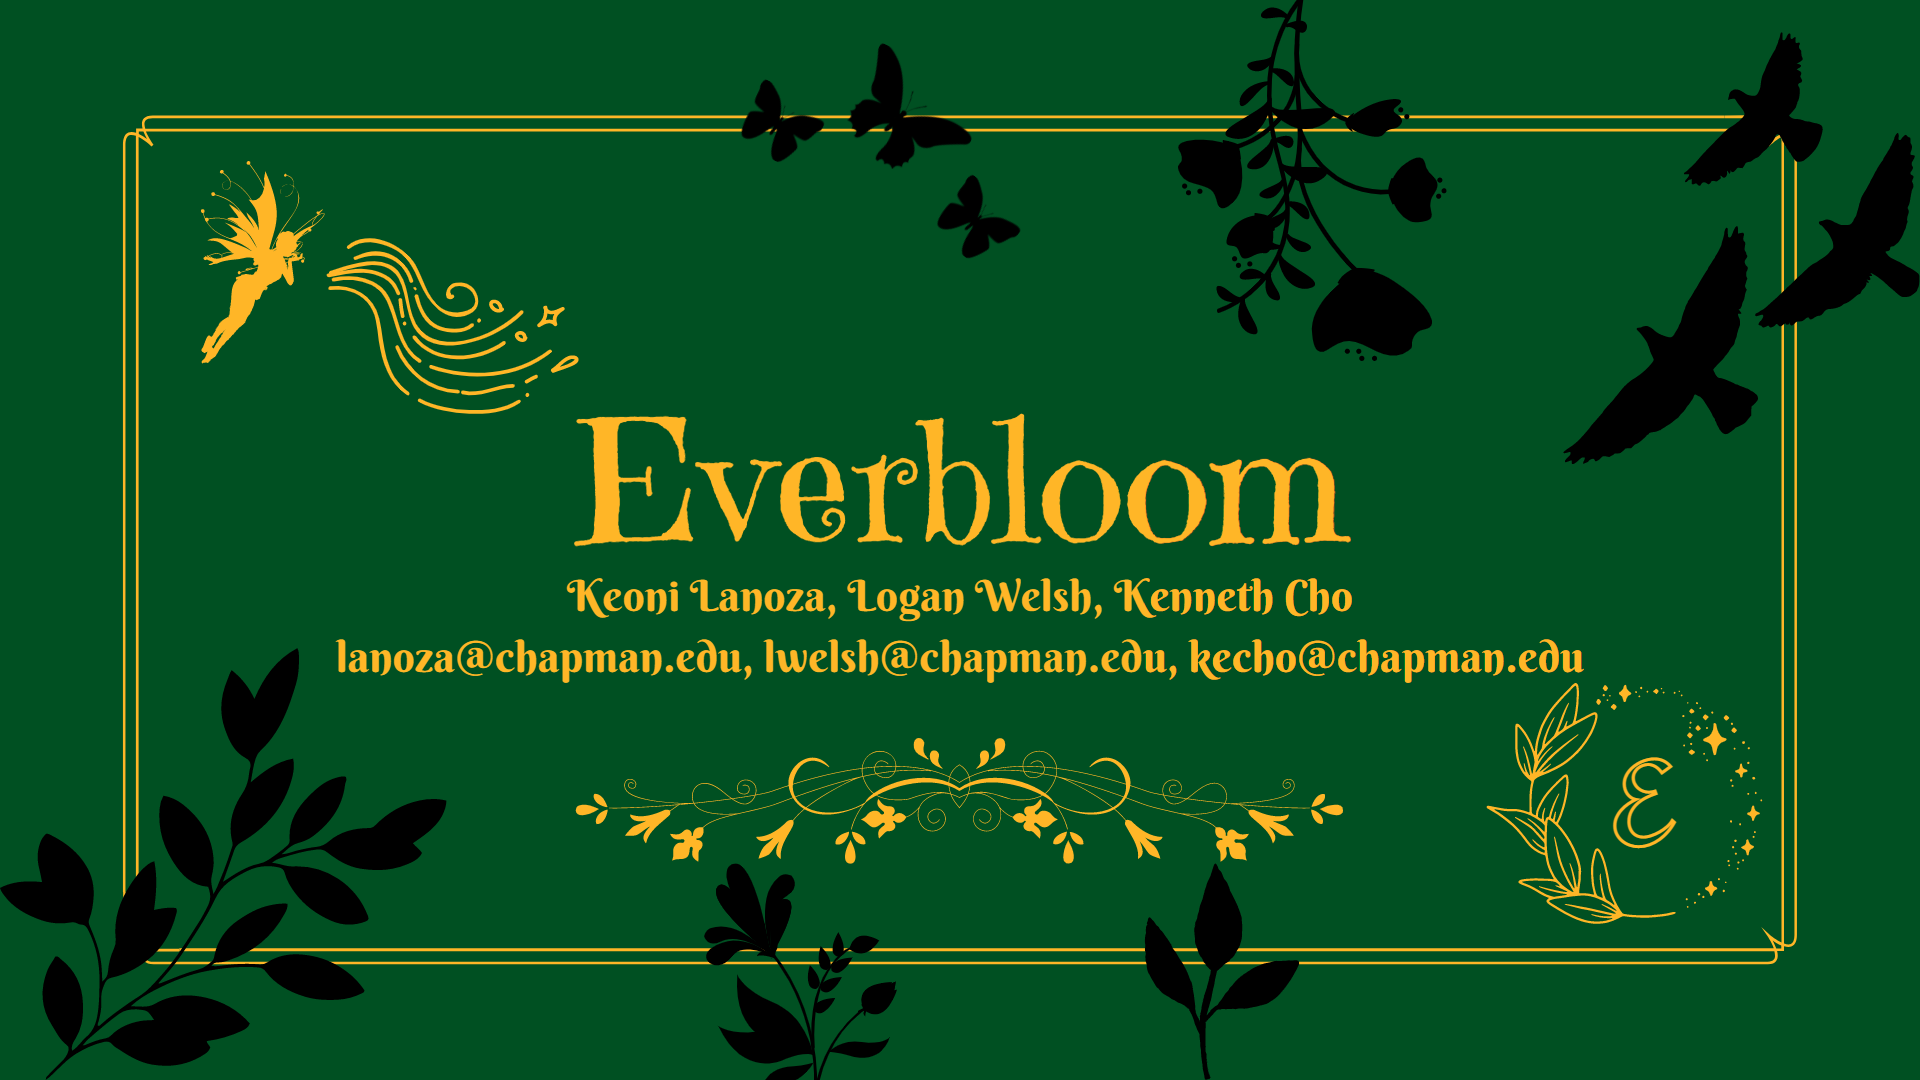 Everbloom
Keoni Lanoza, Logan Welsh, Kenneth Cho
lanoza@chapman.edu, lwelsh@chapman.edu, kecho@chapman.edu
E